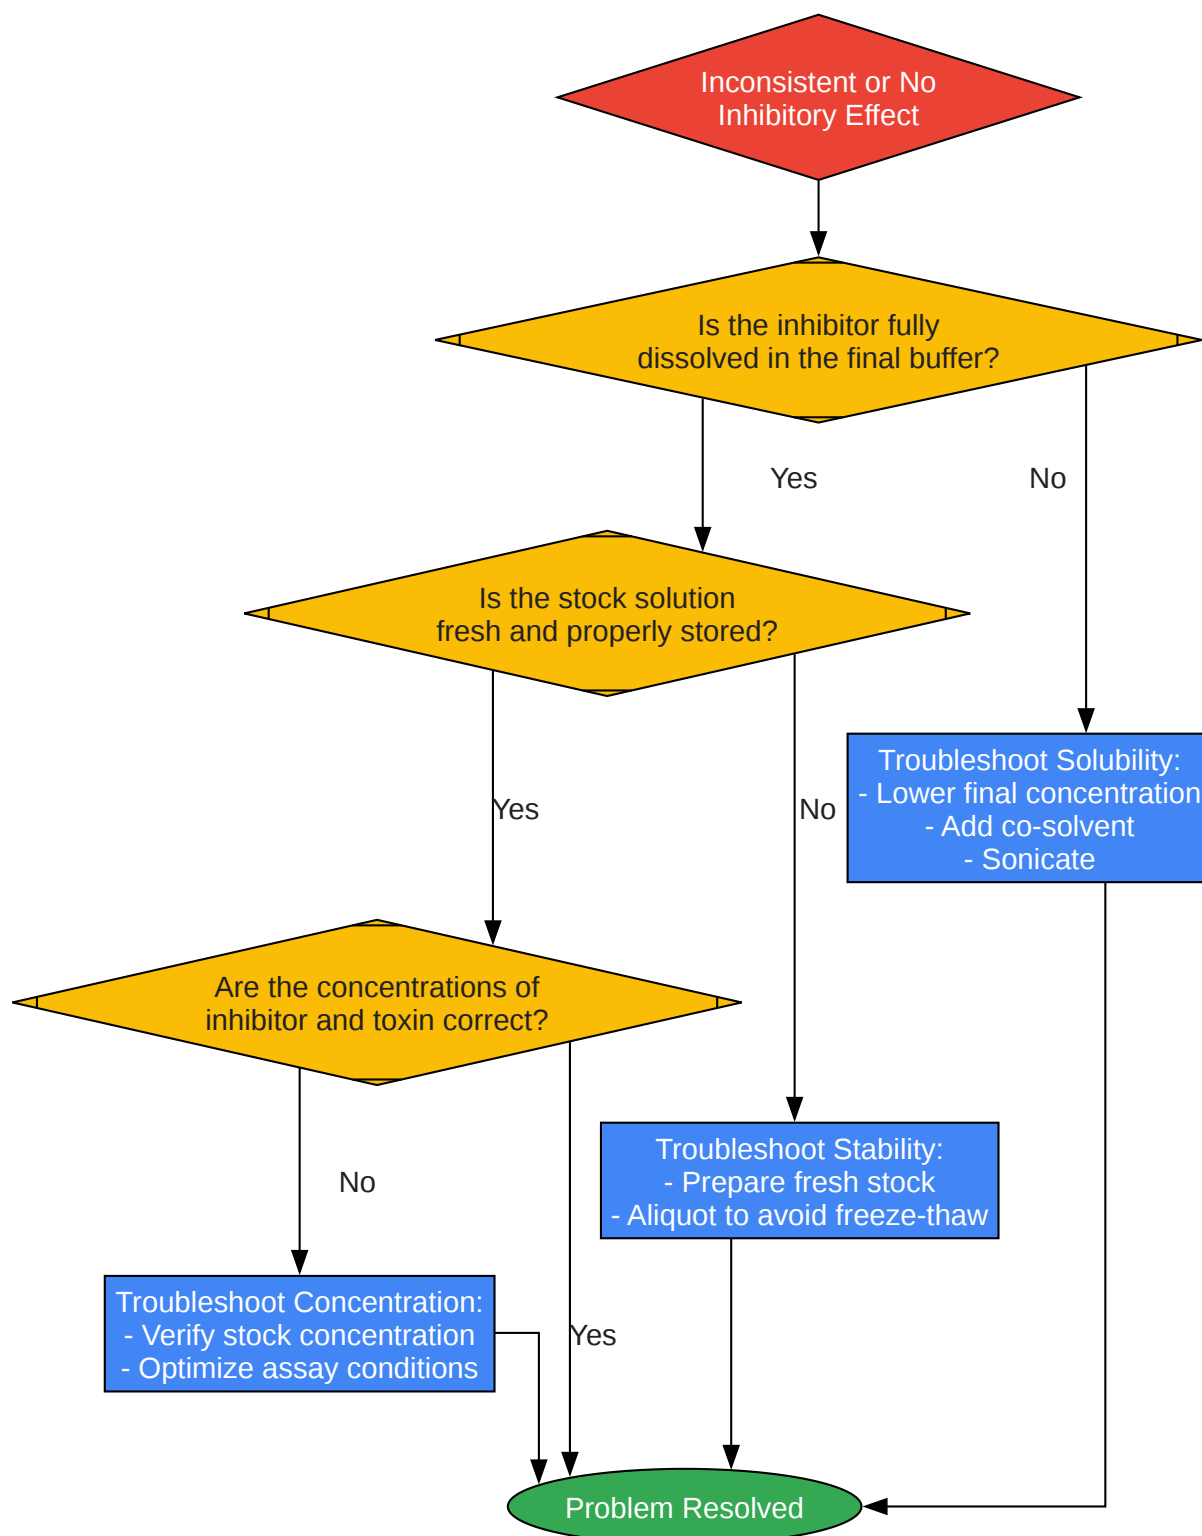 Inconsistent or No
Inhibitory Effect
Is the inhibitor fully
dissolved in the final buffer?
Yes
No
Is the stock solution
fresh and properly stored?
Troubleshoot Solubility:
- Lower final concentration
- Add co-solvent
- Sonicate
Yes
No
Are the concentrations of
inhibitor and toxin correct?
Troubleshoot Stability:
- Prepare fresh stock
- Aliquot to avoid freeze-thaw
No
Troubleshoot Concentration:
- Verify stock concentration
- Optimize assay conditions
Yes
Problem Resolved